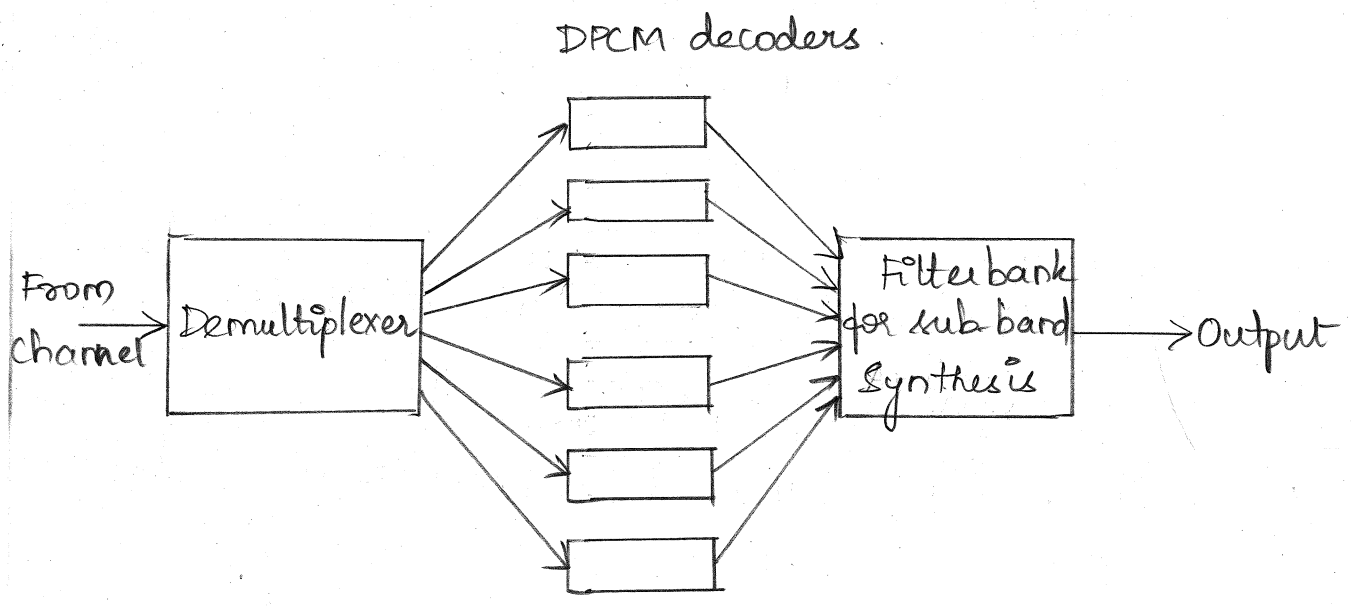 DPCM decoders.
From
channel
Demultiplexer
Filterbank
for sub-band
synthesis
Output